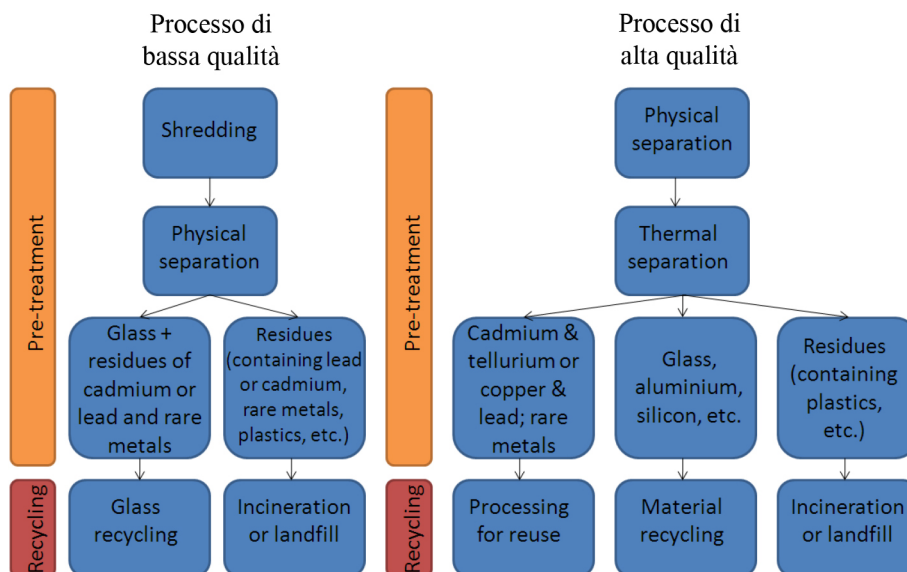 Processo di
bassa qualità
Pre-treatment
Shredding
Physical
separation
Glass +
residues of
cadmium or
lead and rare
metals
Residues
(containing lead
or cadmium,
rare metals,
plastics, etc.)
Recycling
Glass
recycling
Incineration
or landfill
Processo di
alta qualità
Pre-treatment
Physical
separation
Thermal
separation
Cadmium &
tellurium or
copper &
lead; rare
metals
Glass,
aluminium,
silicon, etc.
Residues
(containing
plastics,
etc.)
Recycling
Processing
for reuse
Material
recycling
Incineration
or landfill